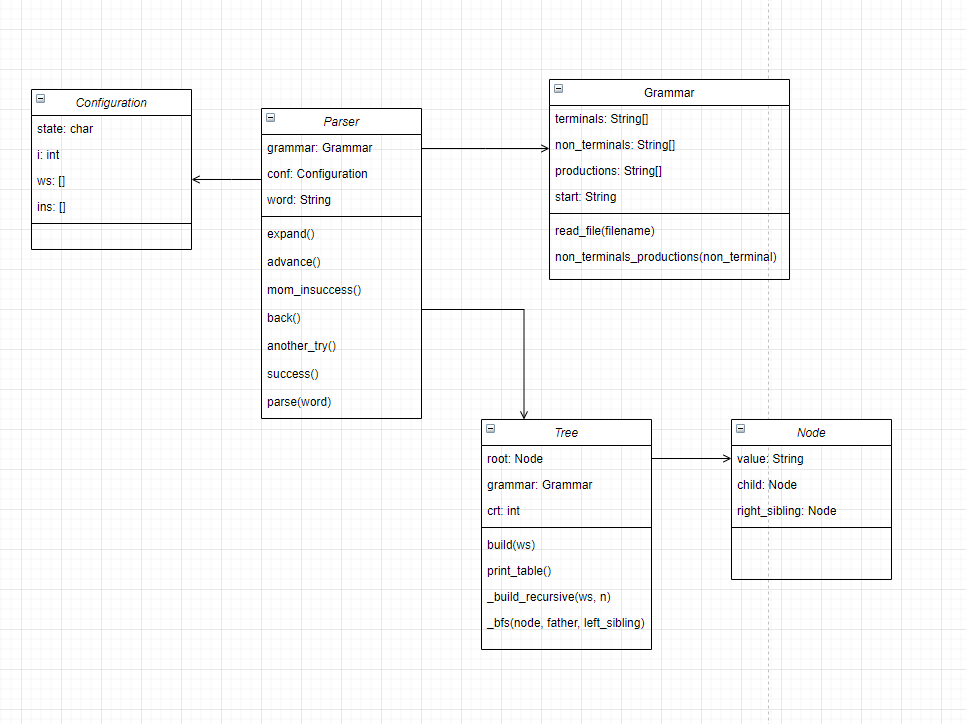 Configuration
state: char
i: int
ws: []
ins: []
Parser
grammar: Grammar
conf: Configuration
word: String
expand()
advance()
mom_insuccess()
back()
another_try()
success()
parse(word)
Grammar
terminals: String[]
non_terminals: String[]
productions: String[]
start: String
read_file(filename)
non_terminals_productions(non_terminal)
Tree
root: Node
grammar: Grammar
crt: int
build(ws)
print_table()
_build_recursive(ws, n)
_bfs(node, father, left_sibling)
Node
value: String
child: Node
right_sibling: Node